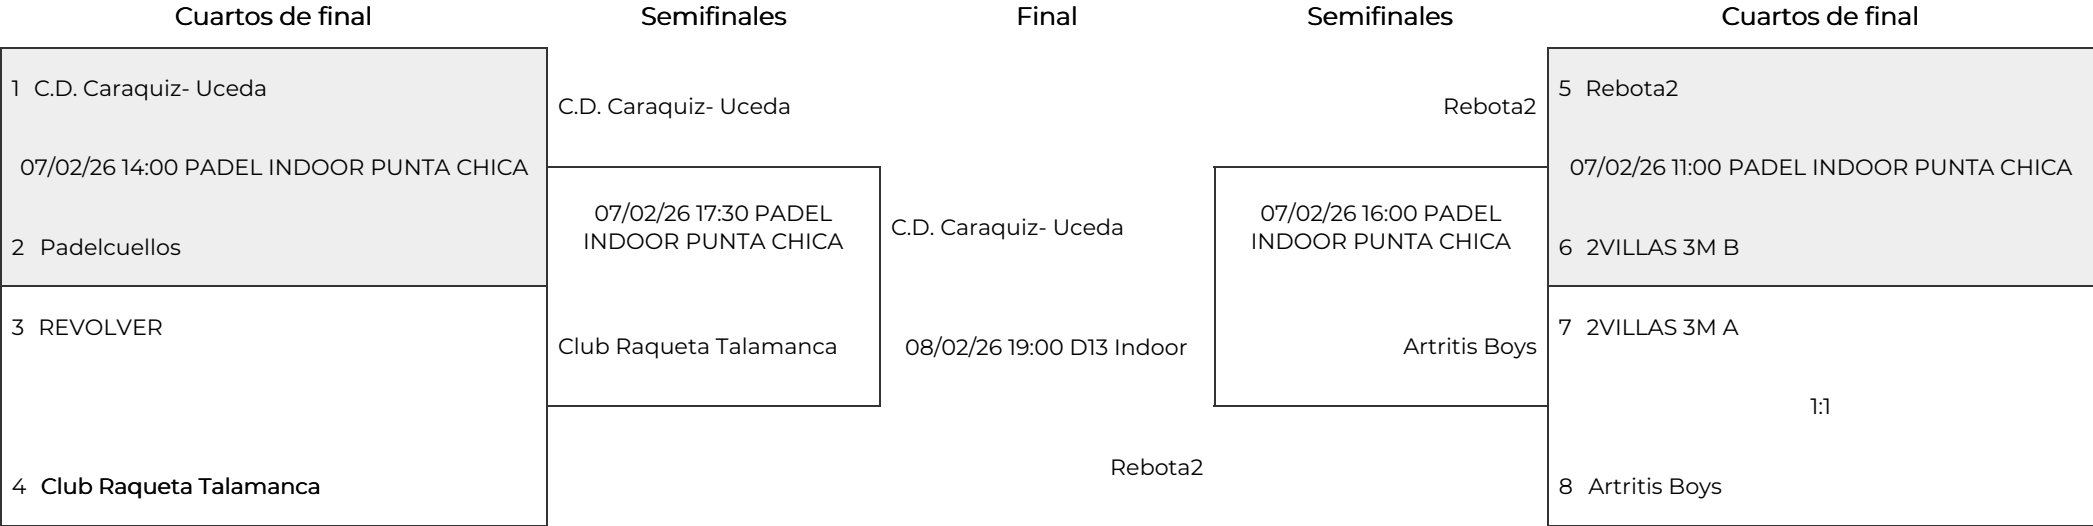 Cuartos de final
Semifinales
Final
Semifinales
Cuartos de final
1 C.D. Caraquiz- Uceda
07/02/26 14:00 PADEL INDOOR PUNTA CHICA
2 Padelcuellos
3 REVOLVER
4 Club Raqueta Talamanca
C.D. Caraquiz- Uceda
07/02/26 17:30 PADEL
INDOOR PUNTA CHICA
Club Raqueta Talamanca
C.D. Caraquiz- Uceda
08/02/26 19:00 D13 Indoor
Rebota2
Rebota2
07/02/26 16:00 PADEL
INDOOR PUNTA CHICA
Artritis Boys
5 Rebota2
07/02/26 11:00 PADEL INDOOR PUNTA CHICA
6 2VILLAS 3M B
7 2VILLAS 3M A
1:1
8 Artritis Boys